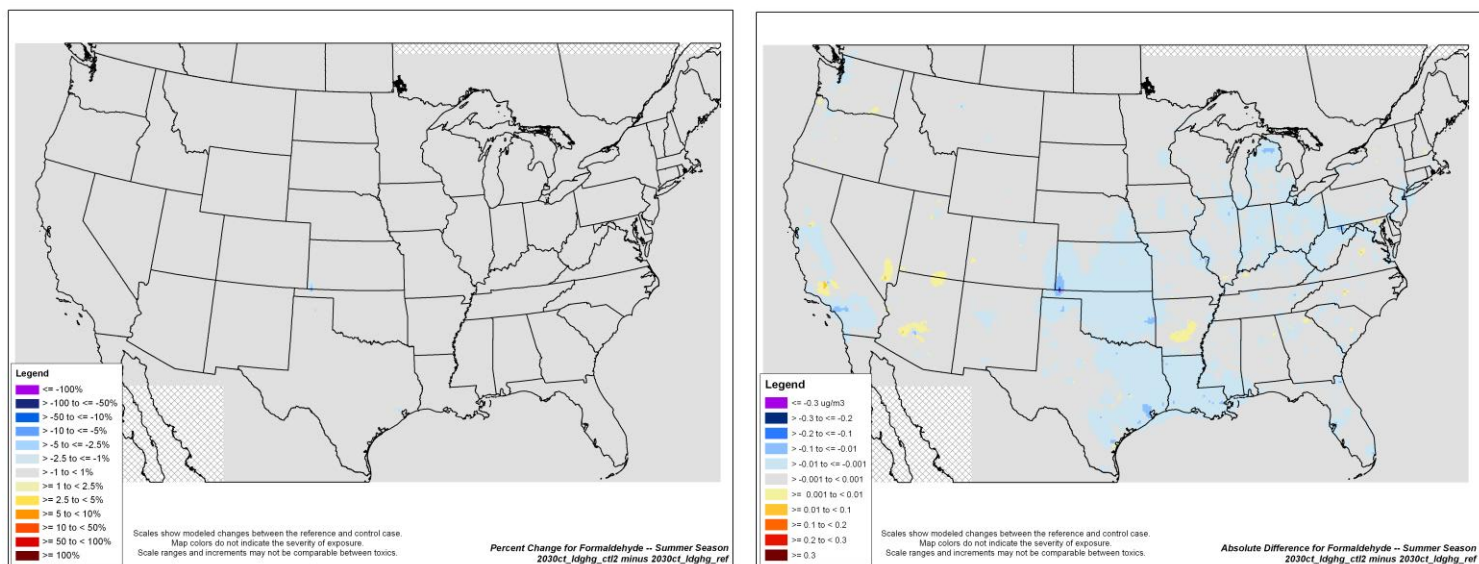 Legend
<= -100%
> -100 to <= -50%
> -50 to <= -10%
> -10 to <= -5%
> -5 to <= -2.5%
> -2.5 to <= -1%
> -1 to < 1%
>= 1 to < 2.5%
>= 2.5 to < 5%
>= 5 to < 10%
>= 10 to < 50%
>= 50 to < 100%
>= 100%
Scales show modeled changes between the reference and control case.
Map colors do not indicate the severity of exposure.
Scale ranges and increments may not be comparable between toxics.
Percent Change for Formaldehyde -- Summer Season
2030ct_ldghg_ctl2 minus 2030ct_ldghg_ref
Legend
<= -0.3 ug/m3
> -0.3 to <= -0.2
> -0.2 to <= -0.1
> -0.1 to <= -0.01
> -0.01 to <= -0.001
> -0.001 to < 0.001
>= 0.001 to < 0.01
>= 0.01 to < 0.1
>= 0.1 to < 0.2
>= 0.2 to < 0.3
>= 0.3
Scales show modeled changes between the reference and control case.
Map colors do not indicate the severity of exposure.
Scale ranges and increments may not be comparable between toxics.
Absolute Difference for Formaldehyde -- Summer Season
2030ct_ldghg_ctl2 minus 2030ct_ldghg_ref